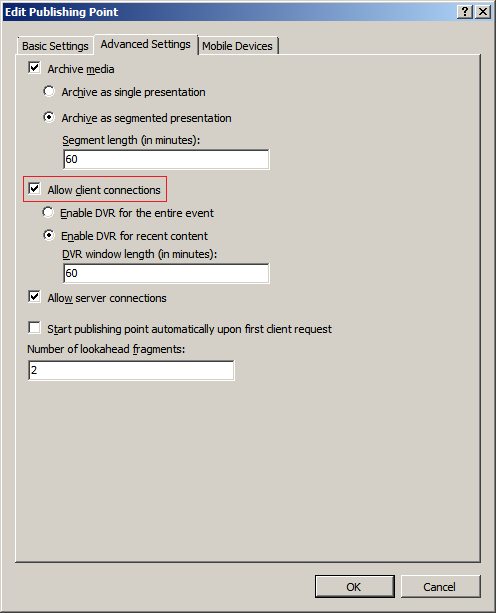 Edit Publishing Point
Basic Settings
Advanced Settings
Mobile Devices
Archive media
Archive as single presentation
Archive as segmented presentation
Segment length (in minutes):
60
Allow client connections
Enable DVR for the entire event
Enable DVR for recent content
DVR window length (in minutes):
60
Allow server connections
Start publishing point automatically upon first client request
Number of lookahead fragments:
2
OK
Cancel